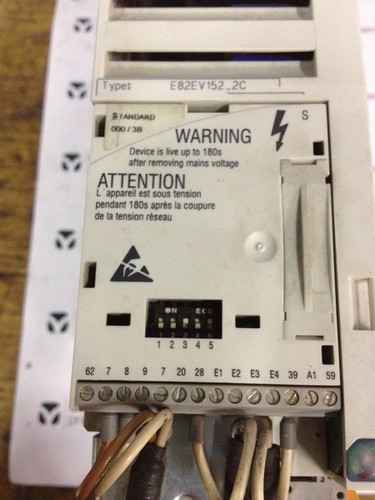 Type: E82EV152_2C
STANDARD
000 / 3B
S
WARNING
Device is live up to 180s
after removing mains voltage
ATTENTION
L´appareil est sous tension
pendant 180s après la coupure
de la tension réseau
ON
1 2 3 4 5
62 7 8 9 7 20 28 E1 E2 E3 E4 39 A1 59